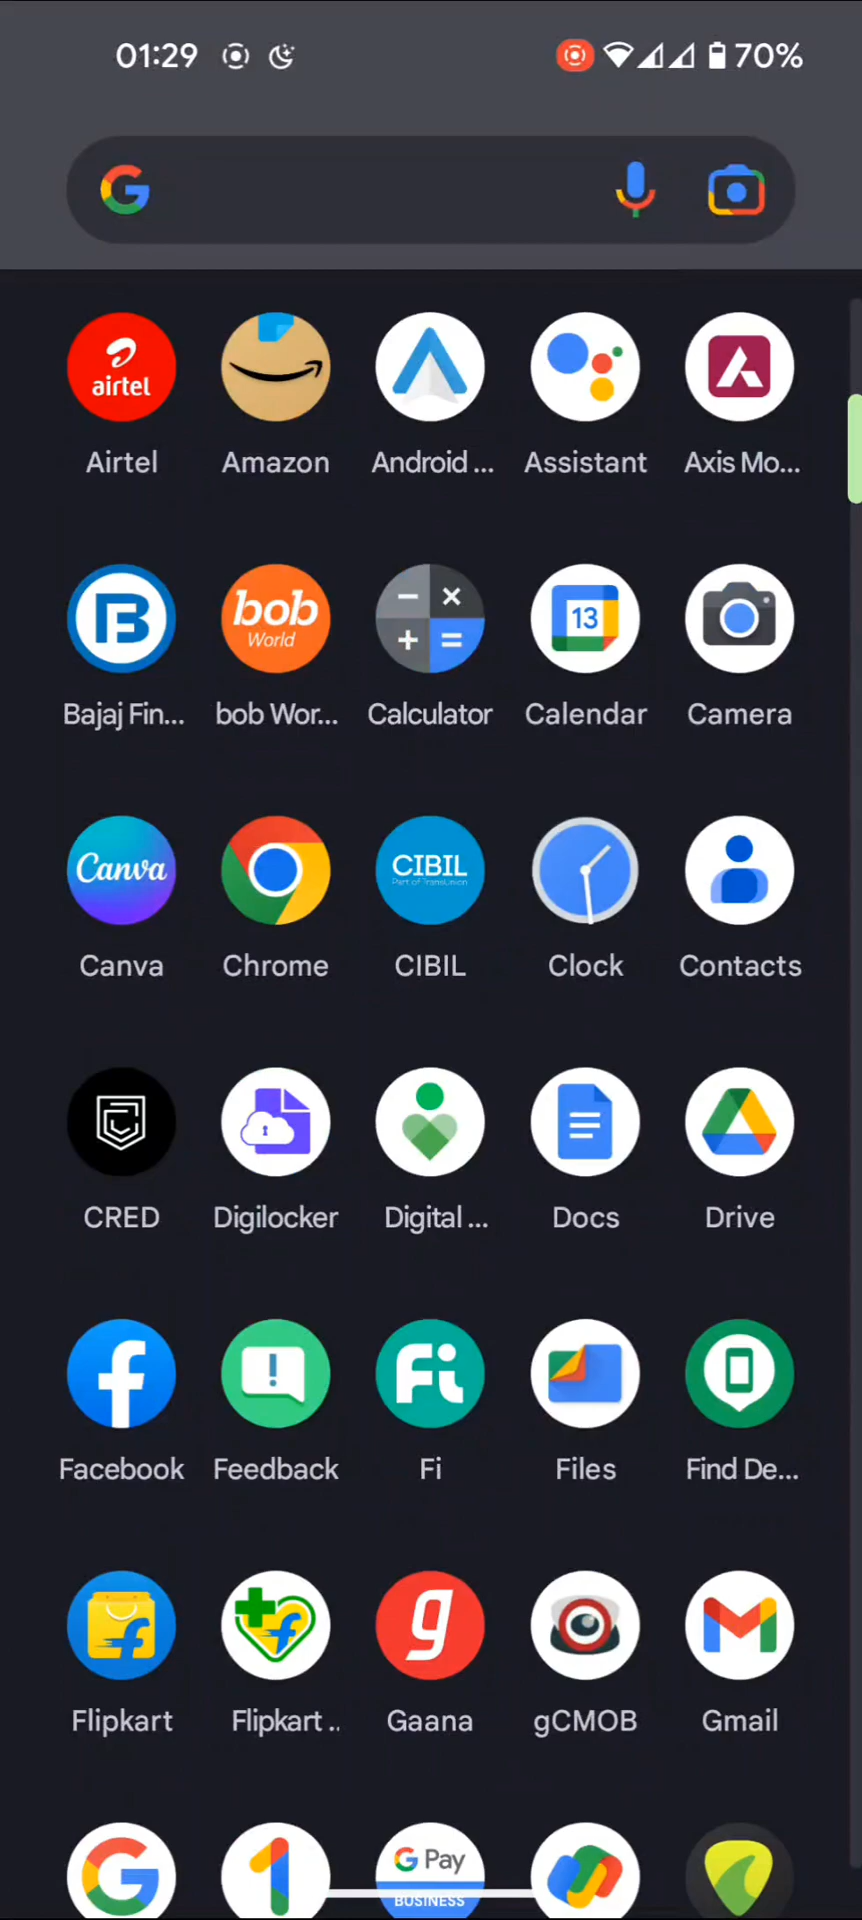 01:29 70%
airtel
Airtel Amazon Android ... Assistant Axis Mo...
bob
World
13
Bajaj Fin... bob Wor... Calculator Calendar Camera
Canva
CIBIL
Part of TransUnion
Canva Chrome CIBIL Clock Contacts
CRED Digilocker Digital ... Docs Drive
Fi
Facebook Feedback Fi Files Find De...
Flipkart Flipkart .. Gaana gCMOB Gmail
G Pay
BUSINESS